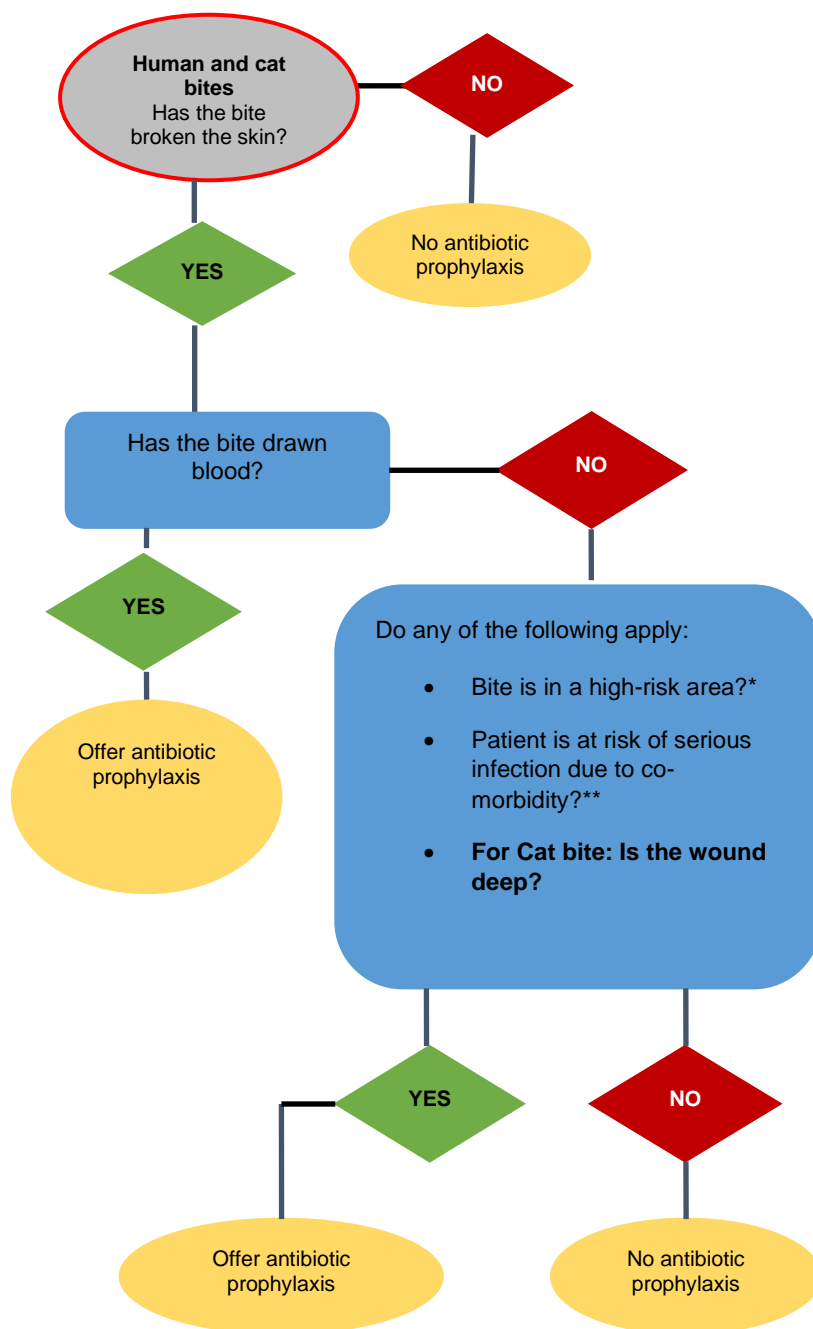 Human and cat
bites
Has the bite
broken the skin?
NO
No antibiotic
prophylaxis
YES
Has the bite drawn
blood?
NO
YES
Offer antibiotic
prophylaxis
Do any of the following apply:
• Bite is in a high-risk area?*
• Patient is at risk of serious
infection due to co-
morbidity?**
• For Cat bite: Is the wound
deep?
YES
NO
Offer antibiotic
prophylaxis
No antibiotic
prophylaxis